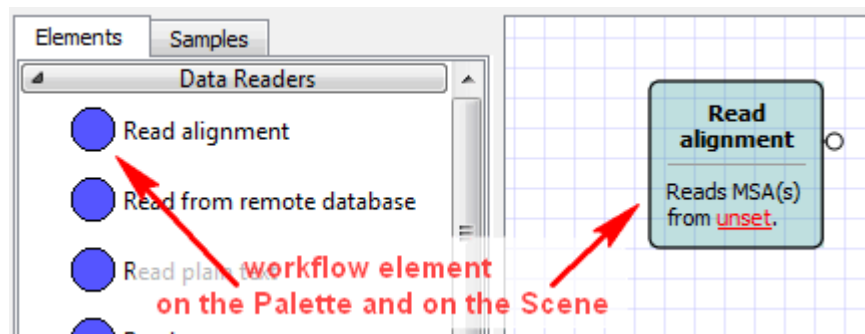 Elements Samples
Data Readers
Read alignment
Read from remote database
Read plain text
workflow element
on the Palette and on the Scene
Read
alignment
Reads MSA(s)
from unset.